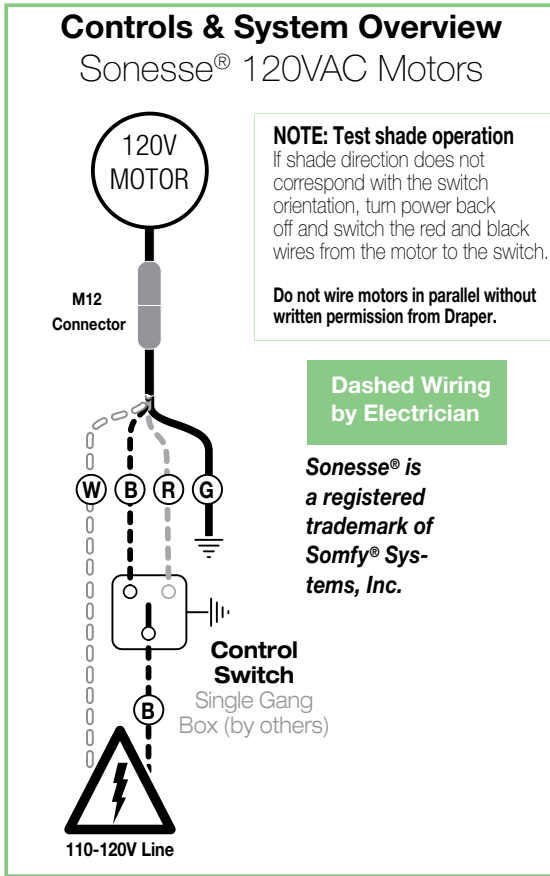 Controls & System Overview
Sonesse® 120VAC Motors
120V
MOTOR
NOTE: Test shade operation
If shade direction does not
correspond with the switch
orientation, turn power back
off and switch the red and black
wires from the motor to the switch.
Do not wire motors in parallel without
written permission from Draper.
M12
Connector
Dashed Wiring
by Electrician
Sonesse® is
a registered
trademark of
Somfy® Sys-
tems, Inc.
W B R G
Control
Switch
Single Gang
Box (by others)
B
110-120V Line